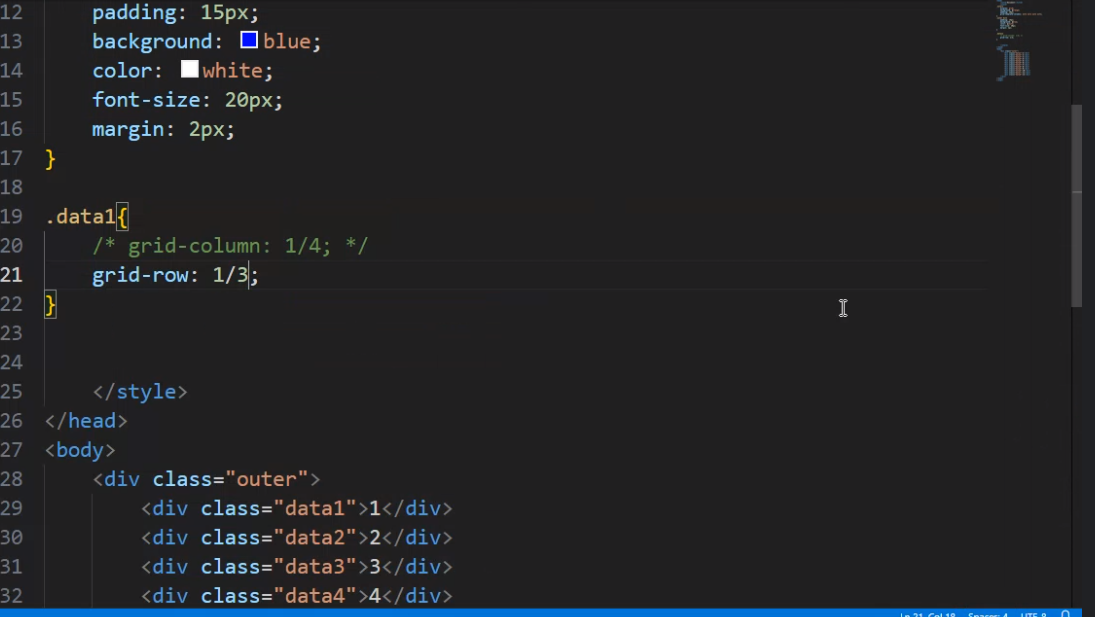 12 padding: 15px;
13 background: blue;
14 color: white;
15 font-size: 20px;
16 margin: 2px;
17 }
18
19 .data1{
20 /* grid-column: 1/4; */
21 grid-row: 1/3;
22 }
23
24
25 </style>
26 </head>
27 <body>
28 <div class="outer">
29 <div class="data1">1</div>
30 <div class="data2">2</div>
31 <div class="data3">3</div>
32 <div class="data4">4</div>
Ln 21, Col 18 Spaces: 4 UTF-8